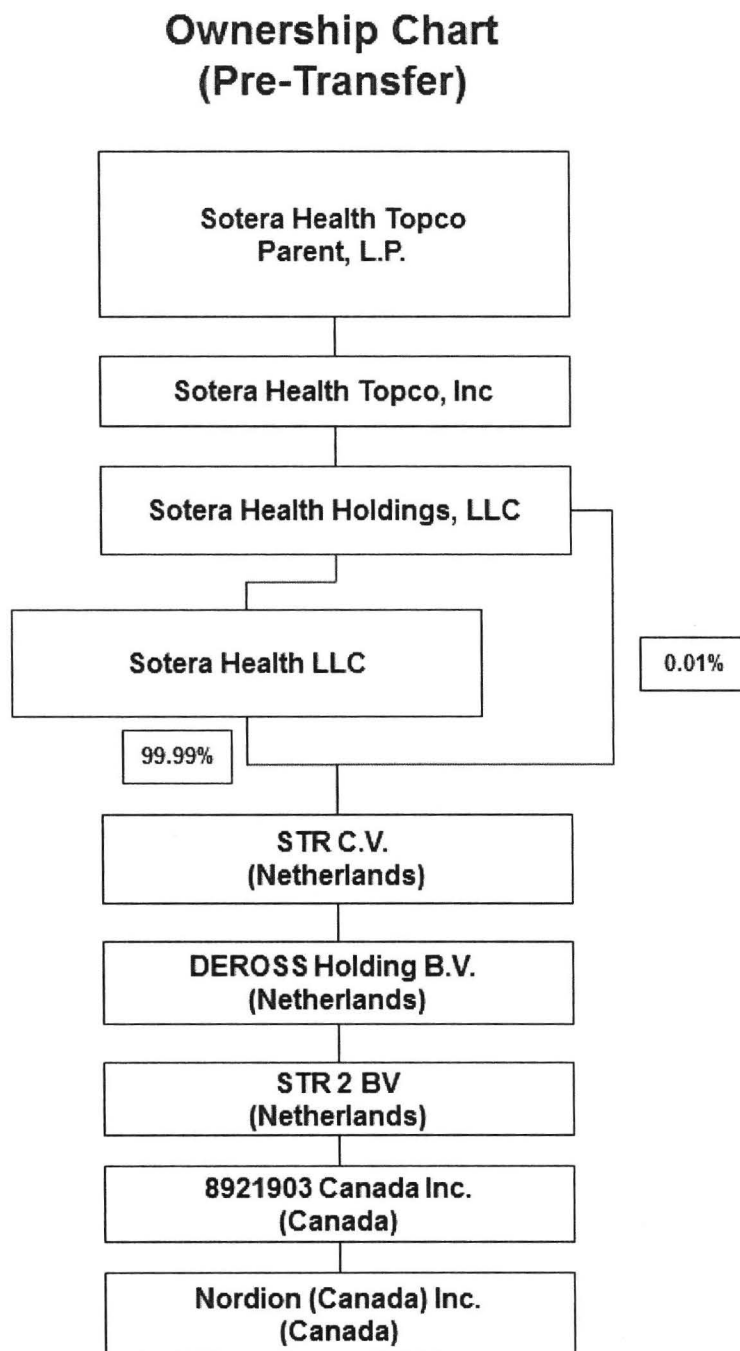 Ownership Chart
(Pre-Transfer)
Sotera Health Topco
Parent, L.P.
Sotera Health Topco, Inc
Sotera Health Holdings, LLC
Sotera Health LLC
0.01%
99.99%
STR C.V.
(Netherlands)
DEROSS Holding B.V.
(Netherlands)
STR 2 BV
(Netherlands)
8921903 Canada Inc.
(Canada)
Nordion (Canada) Inc.
(Canada)